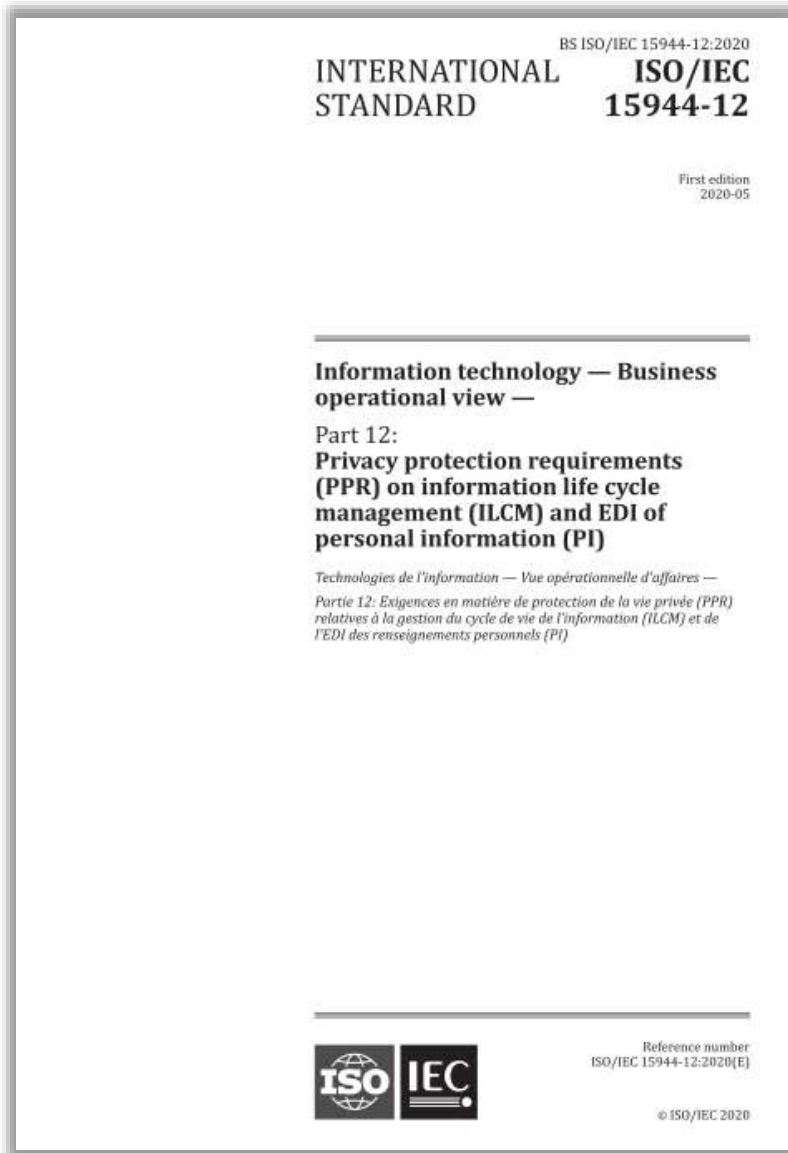 BS ISO/IEC 15944-12:2020
INTERNATIONAL STANDARD
ISO/IEC 15944-12
First edition
2020-05
Information technology — Business
operational view —
Part 12:
Privacy protection requirements
(PPR) on information life cycle
management (ILCM) and EDI of
personal information (PI)
Technologies de l'information — Vue opérationnelle d'affaires —
Partie 12: Exigences en matière de protection de la vie privée (PPR)
relatives à la gestion du cycle de vie de l'information (ILCM) et de
l'EDI des renseignements personnels (PI)
ISO
IEC
Reference number
ISO/IEC 15944-12:2020(E)
© ISO/IEC 2020